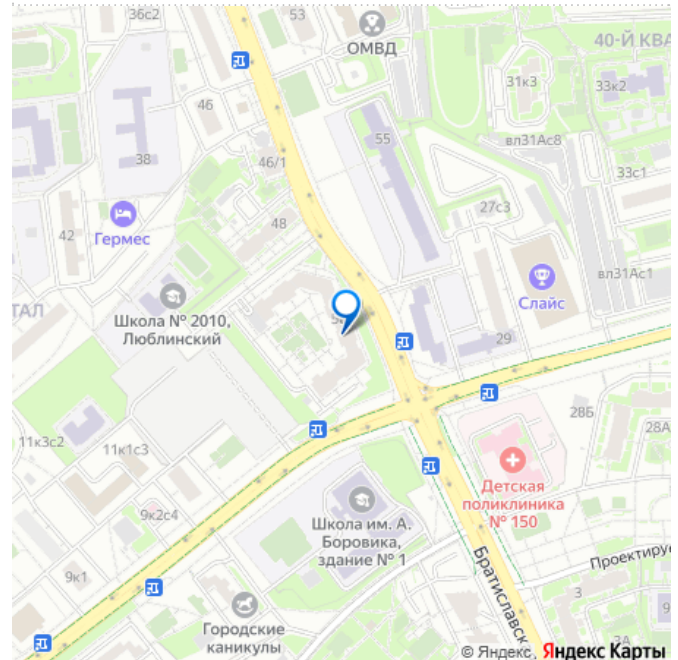 36с2
53
ОМВД
40-Й КВА
31к3
33к2
46
55
вл31Ас8
38
46/1
33с1
27с3
Гермес
48
42
вл31Ас1
Слайс
ТАЛ
Школа № 2010,
Люблинский
29
28Б
28А
11к3с2
11к1с3
Детская
поликлиника
№ 150
9к2с4
Школа им. А.
Боровика,
здание № 1
Братиславск
Проектиру
9к1
3
9
Городские
каникулы
3А
© Яндекс
Яндекс Карты